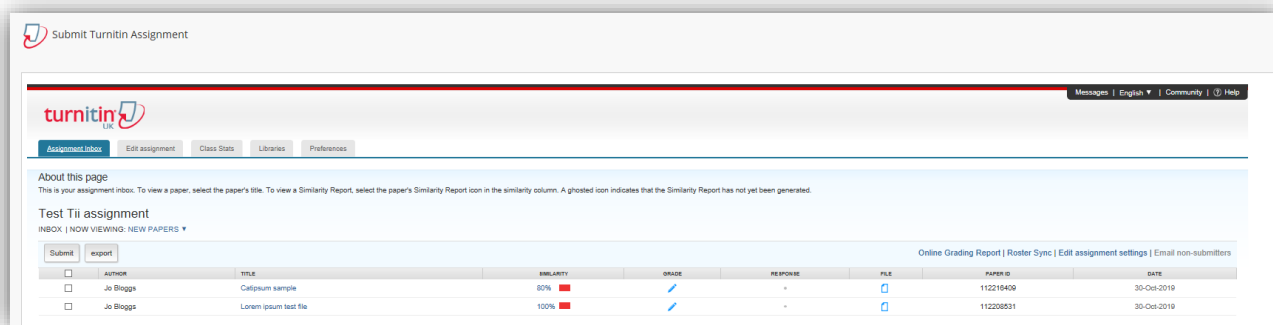 Submit Turnitin Assignment
Messages | English ▼ | Community | ? Help
turnitin
UK
Assignment Inbox Edit assignment Class Stats Libraries Preferences
About this page
This is your assignment inbox. To view a paper, select the paper's title. To view a Similarity Report, select the paper's Similarity Report icon in the similarity column. A ghosted icon indicates that the Similarity Report has not yet been generated.
Test Tii assignment
INBOX | NOW VIEWING: NEW PAPERS ▼
Submit export Online Grading Report | Roster Sync | Edit assignment settings | Email non-submitters
AUTHOR TITLE SIMILARITY GRADE RESPONSE FILE PAPER ID DATE
Jo Bloggs Catipsum sample 80% 112216409 30-Oct-2019
Jo Bloggs Lorem ipsum test file 100% 112208531 30-Oct-2019